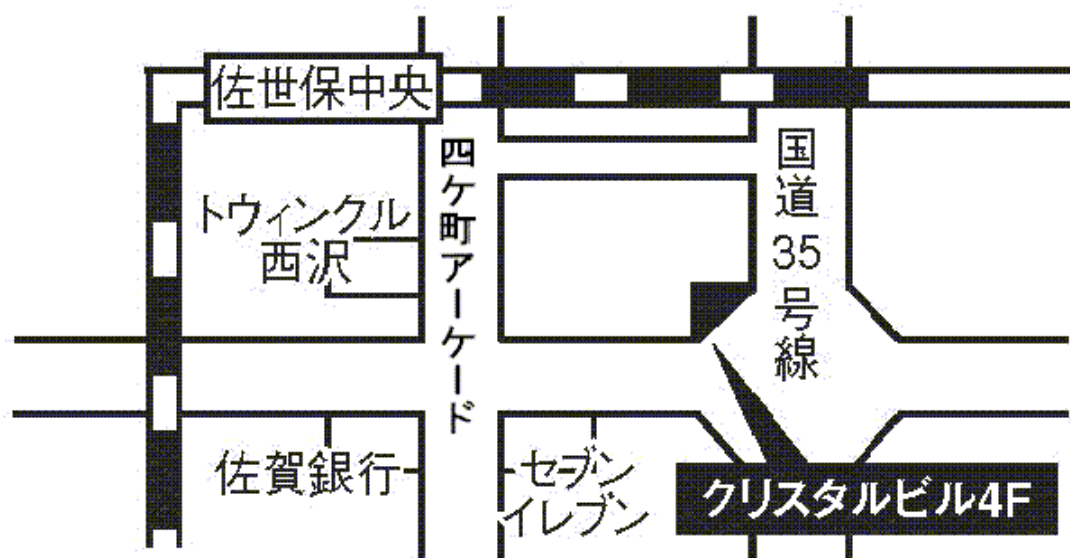 佐世保中央
四ケ町アーケード
国道35号線
トウィンクル
西沢
佐賀銀行
セブン
イレブン
クリスタルビル4F